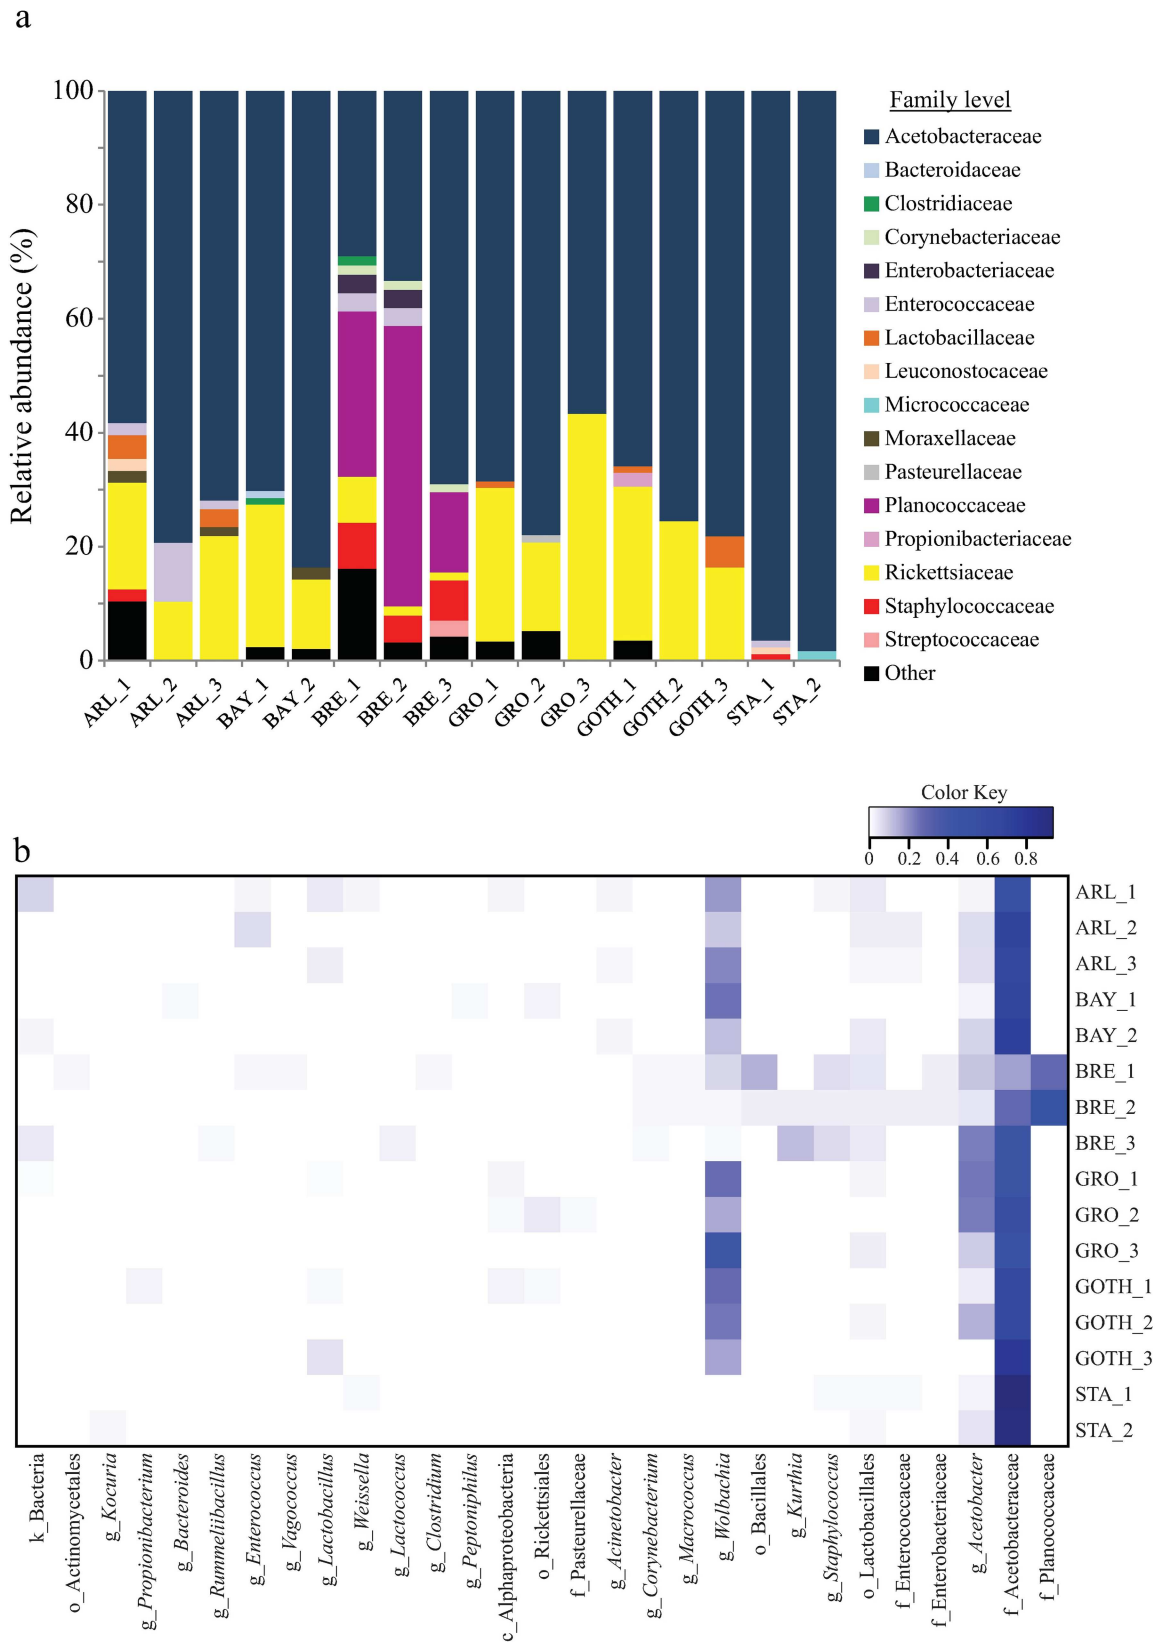 a
Relative abundance (%)
100
80
60
40
20
0
ARL_1
ARL_2
ARL_3
BAY_1
BAY_2
BRE_1
BRE_2
BRE_3
GRO_1
GRO_2
GRO_3
GOTH_1
GOTH_2
GOTH_3
STA_1
STA_2
Family level
Acetobacteraceae
Bacteroidaceae
Clostridiaceae
Corynebacteriaceae
Enterobacteriaceae
Enterococcaceae
Lactobacillaceae
Leuconostocaceae
Micrococcaceae
Moraxellaceae
Pasteurellaceae
Planococcaceae
Propionibacteriaceae
Rickettsiaceae
Staphylococcaceae
Streptococcaceae
Other
Color Key
0 0.2 0.4 0.6 0.8
b
ARL_1
ARL_2
ARL_3
BAY_1
BAY_2
BRE_1
BRE_2
BRE_3
GRO_1
GRO_2
GRO_3
GOTH_1
GOTH_2
GOTH_3
STA_1
STA_2
k_Bacteria
o_Actinomycetales
g_Kocuria
g_Propionibacterium
g_Bacteroides
g_Rummeliibacillus
g_Enterococcus
g_Vagococcus
g_Lactobacillus
g_Weissella
g_Lactococcus
g_Clostridium
g_Peptoniphilus
c_Alphaproteobacteria
o_Rickettsiales
f_Pasteurellaceae
g_Acinetobacter
g_Corynebacterium
g_Macrococcus
g_Wolbachia
o_Bacillales
g_Kurthia
g_Staphylococcus
o_Lactobacillales
f_Enterococcaceae
f_Enterobacteriaceae
g_Acetobacter
f_Acetobacteraceae
f_Planococcaceae